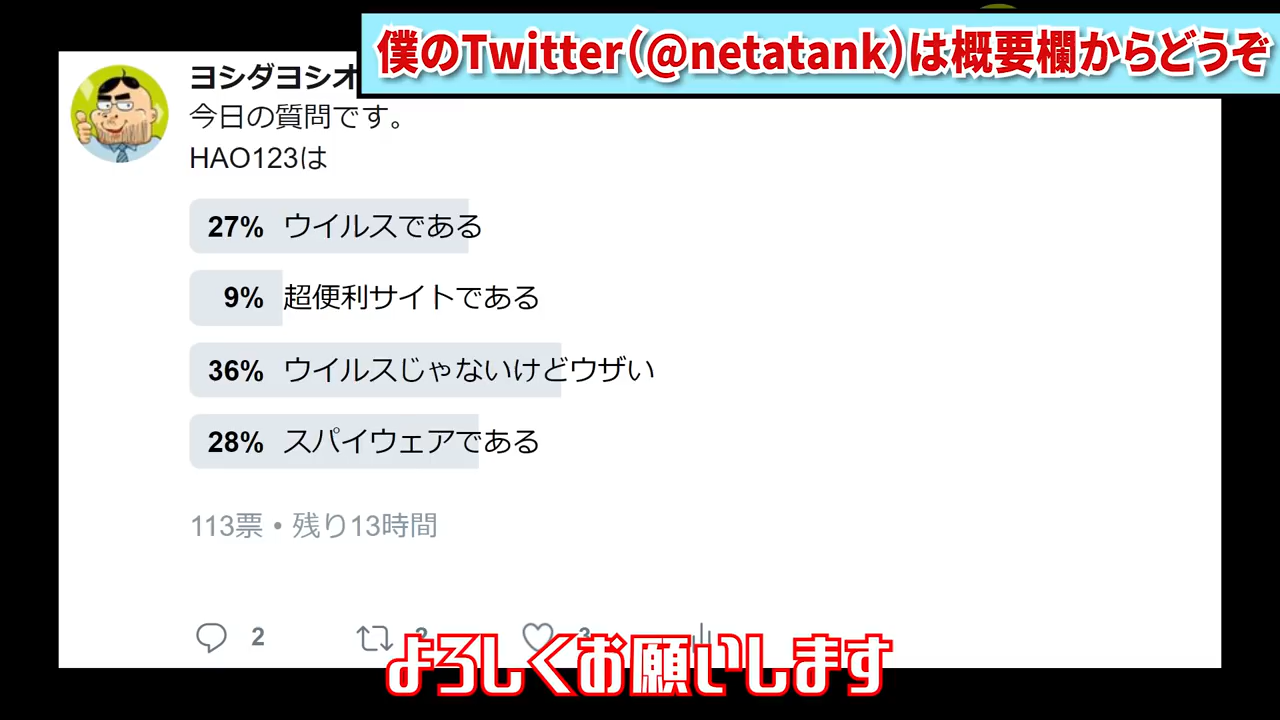 僕のTwitter(@netatank)は概要欄からどうぞ
ヨシダヨシオ
今日の質問です。
HAO123は
27% ウイルスである
9% 超便利サイトである
36% ウイルスじゃないけどウザい
28% スパイウェアである
113票・残り13時間
2
よろしくお願いします